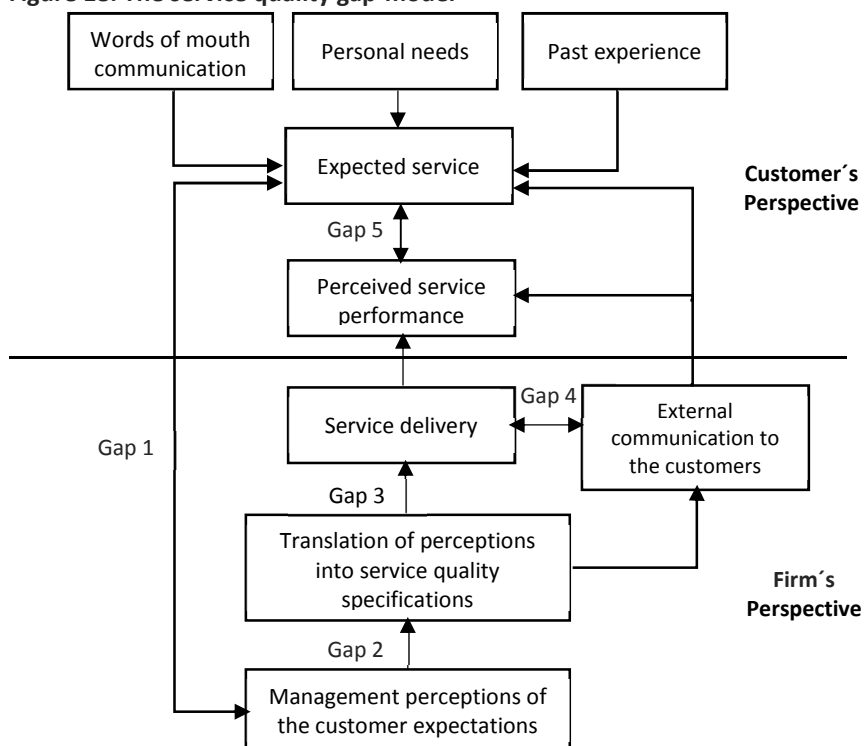 Figure The service quality gap model
Words of mouth
communication
Personal needs
Past experience
Expected service
Customer´s
Perspective
Gap 5
Perceived service
performance
Gap 4
Service delivery
External
communication to
the customers
Gap 1
Gap 3
Translation of perceptions
into service quality
specifications
Firm´s
Perspective
Gap 2
Management perceptions of
the customer expectations